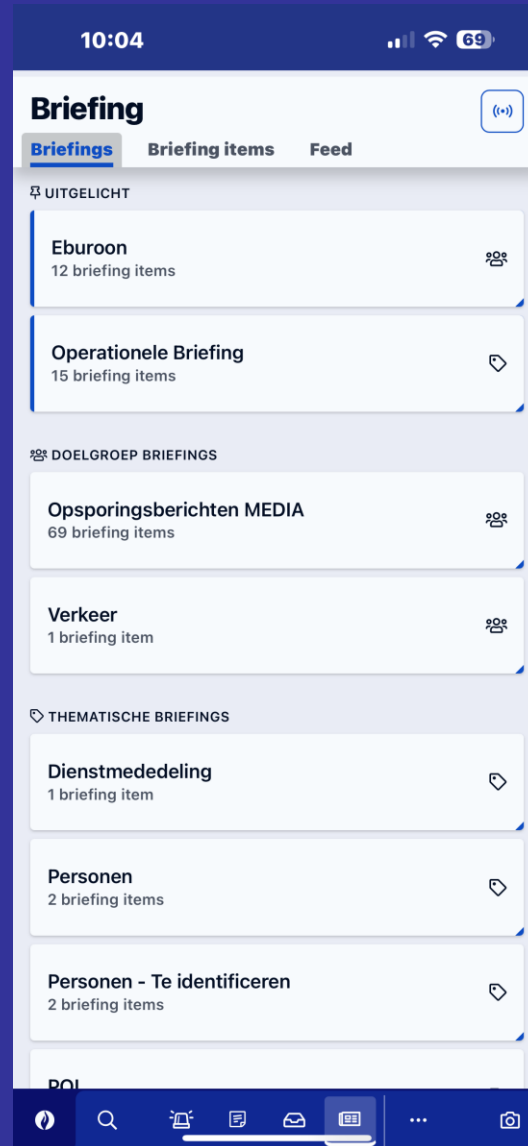 10:04
69
Briefing
Briefings Briefing items Feed
UITGELICHT
Eburoon
12 briefing items
Operationele Briefing
15 briefing items
DOELGROEP BRIEFINGS
Opsporingsberichten MEDIA
69 briefing items
Verkeer
1 briefing item
THEMATISCHE BRIEFINGS
Dienstmededeling
1 briefing item
Personen
2 briefing items
Personen - Te identificeren
2 briefing items